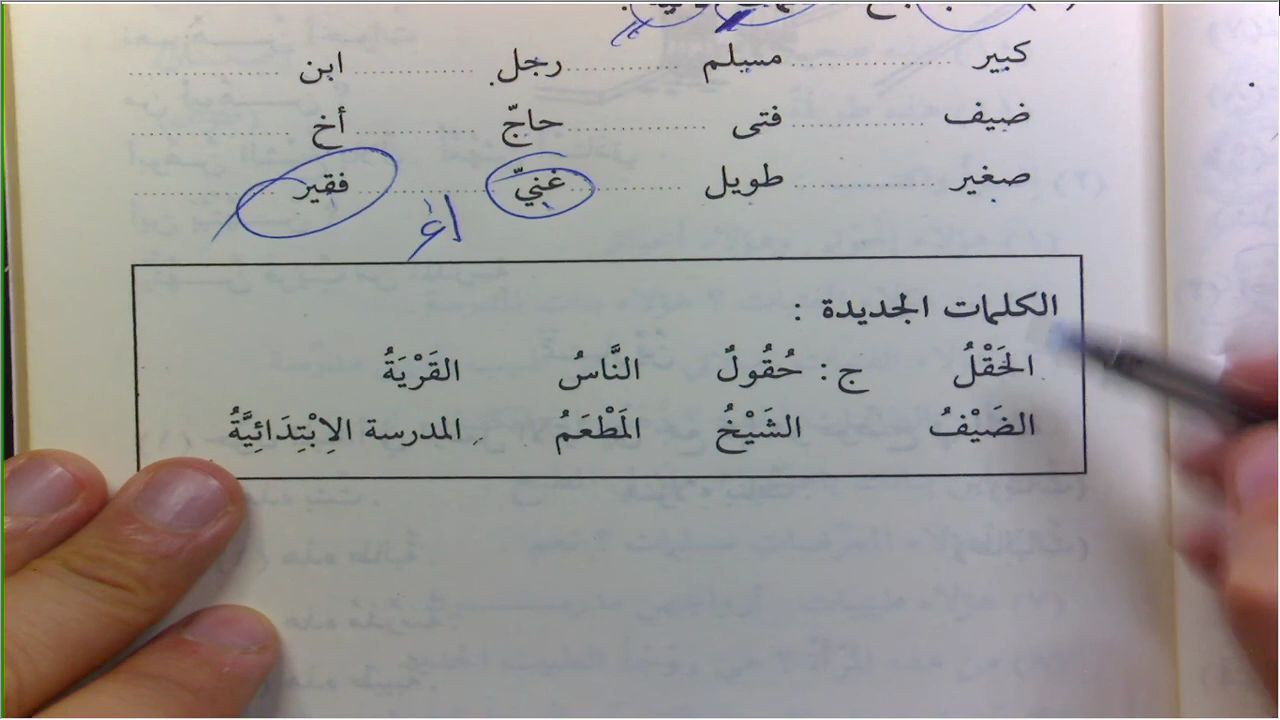 كبير .......... مسلم .......... رجل .......... ابن ..........
ضيف .......... فتى .......... حاجّ .......... أخ ..........
صغير .......... طويل .......... غنيّ .......... فقير ..........
الكلمات الجديدة :
الحَقْلُ ج : حُقُولٌ النَّاسُ القَرْيَةُ
الضَيْفُ الشَيْخُ المَطْعَمُ المدرسة الاِبْتِدَائِيَّةُ